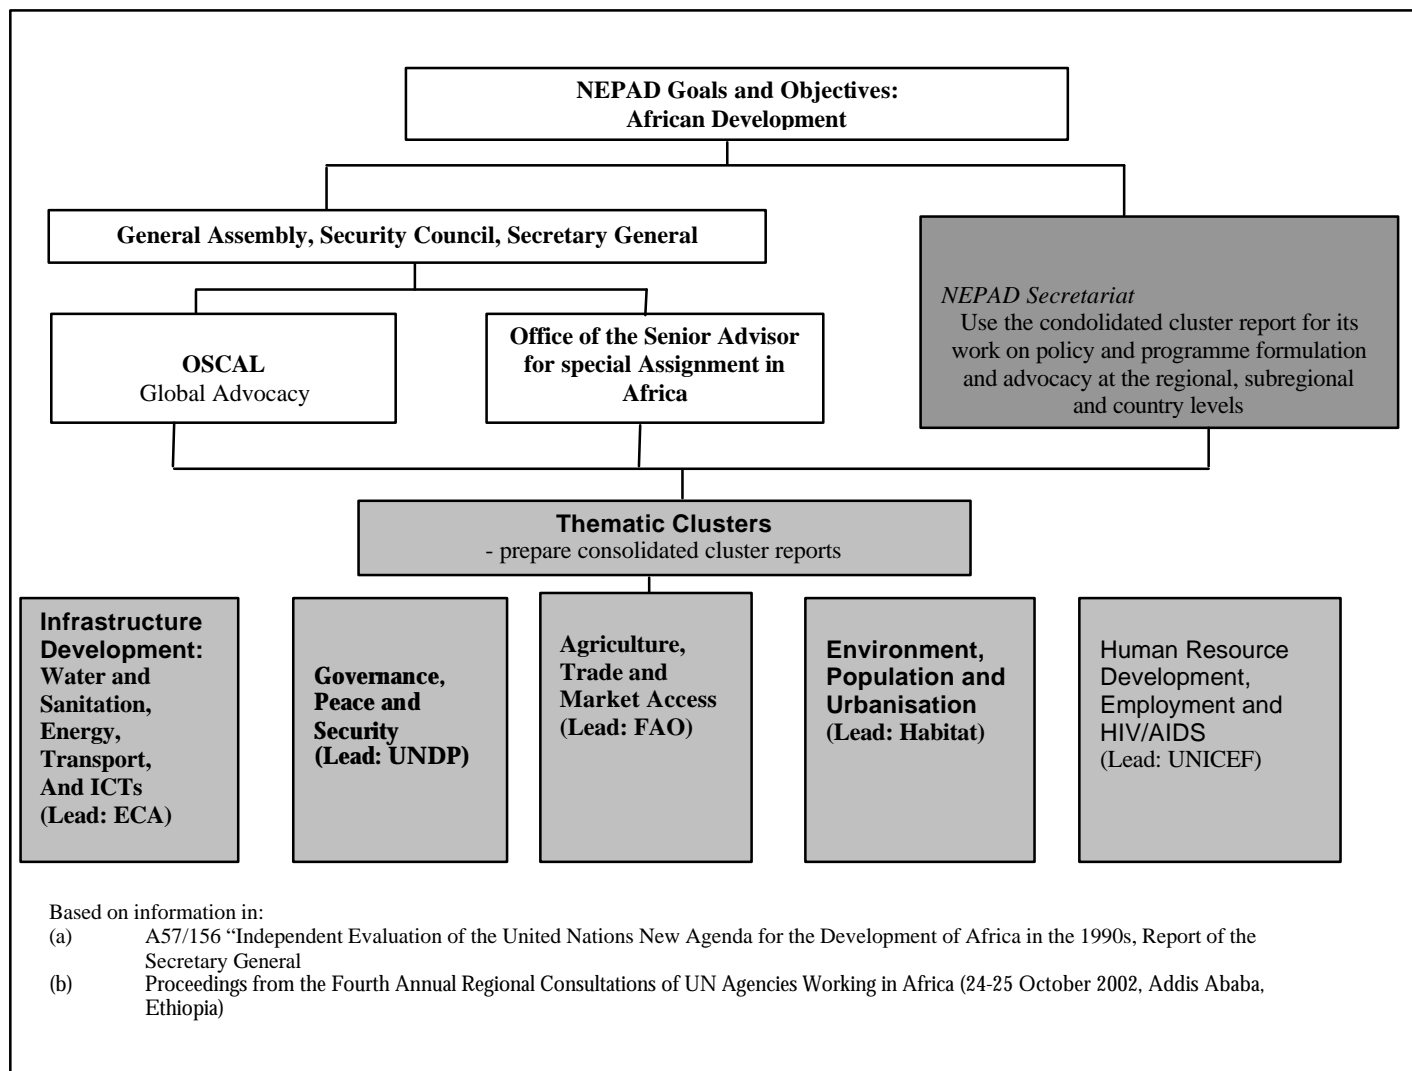 NEPAD Goals and Objectives:
African Development
General Assembly, Security Council, Secretary General
OSCAL
Global Advocacy
Office of the Senior Advisor
for special Assignment in
Africa
NEPAD Secretariat
Use the condolidated cluster report for its
work on policy and programme formulation
and advocacy at the regional, subregional
and country levels
Thematic Clusters
- prepare consolidated cluster reports
Infrastructure
Development:
Water and
Sanitation,
Energy,
Transport,
And ICTs
(Lead: ECA)
Governance,
Peace and
Security
(Lead: UNDP)
Agriculture,
Trade and
Market Access
(Lead: FAO)
Environment,
Population and
Urbanisation
(Lead: Habitat)
Human Resource
Development,
Employment and
HIV/AIDS
(Lead: UNICEF)
Based on information in:
(a) A57/156 “Independent Evaluation of the United Nations New Agenda for the Development of Africa in the 1990s, Report of the
Secretary General
(b) Proceedings from the Fourth Annual Regional Consultations of UN Agencies Working in Africa (24-25 October 2002, Addis Ababa,
Ethiopia)